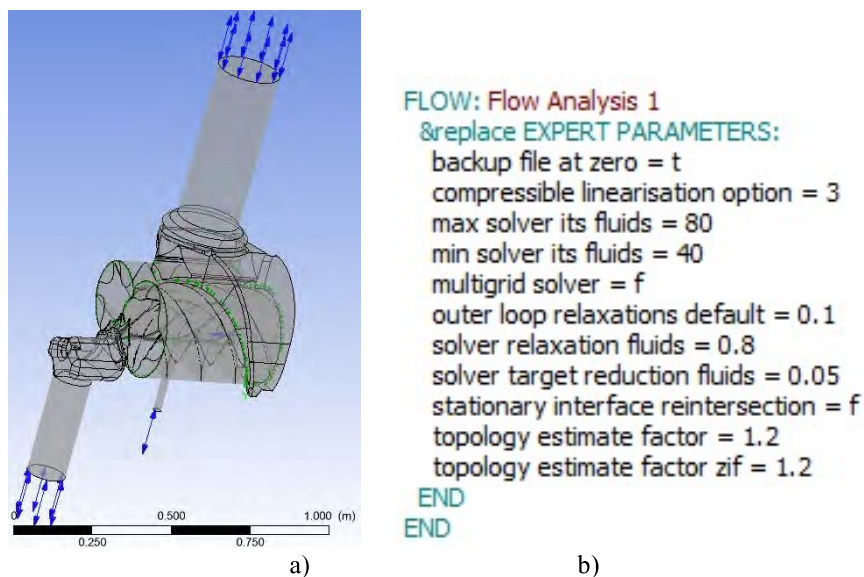 0 0.500 1.000 (m)
0.250 0.750
a)
FLOW: Flow Analysis 1
&replace EXPERT PARAMETERS:
backup file at zero = t
compressible linearisation option = 3
max solver its fluids = 80
min solver its fluids = 40
multigrid solver = f
outer loop relaxations default = 0.1
solver relaxation fluids = 0.8
solver target reduction fluids = 0.05
stationary interface reintersection = f
topology estimate factor = 1.2
topology estimate factor zif = 1.2
END
END
b)